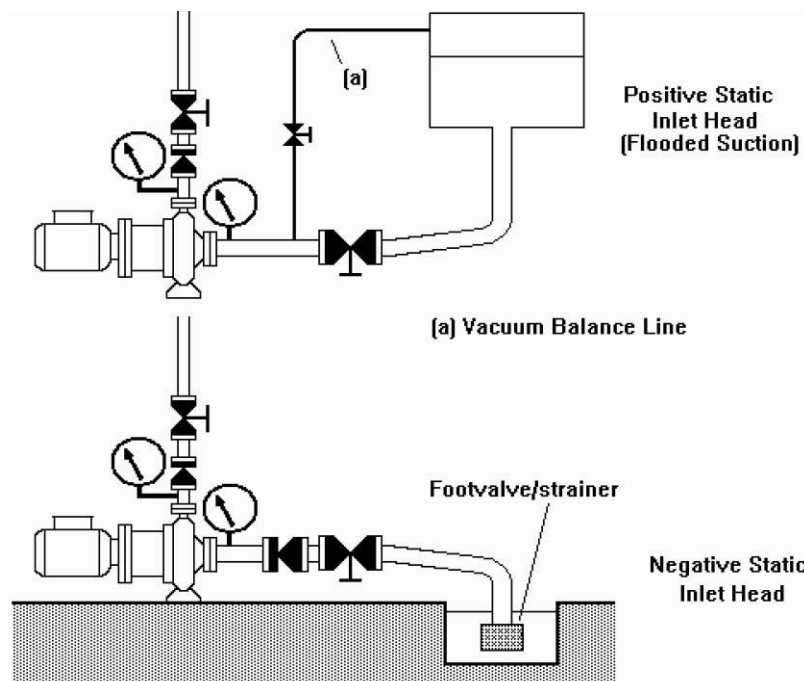 (a)
Positive Static
Inlet Head
(Flooded Suction)
(a) Vacuum Balance Line
Footvalve/strainer
Negative Static
Inlet Head